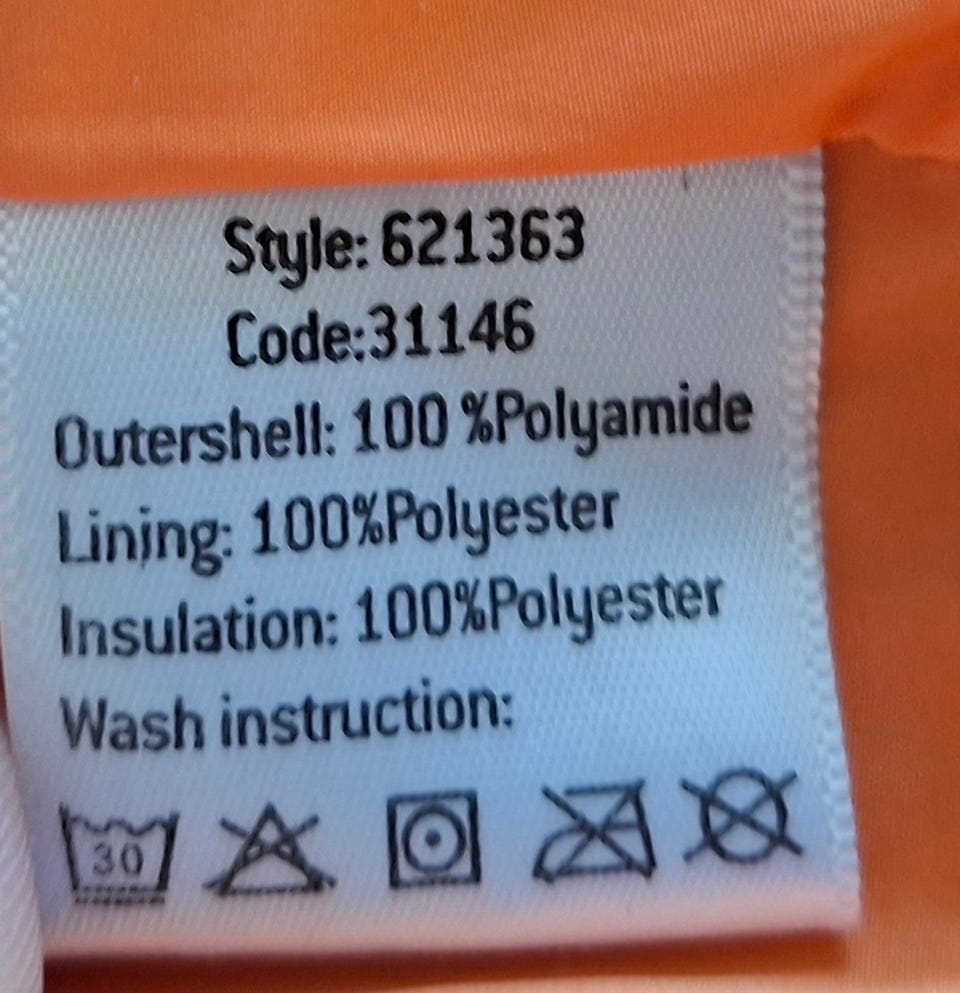 Style: 621363
Code:31146
Outershell: 100 %Polyamide
Lining: 100%Polyester
Insulation: 100%Polyester
Wash instruction:
30